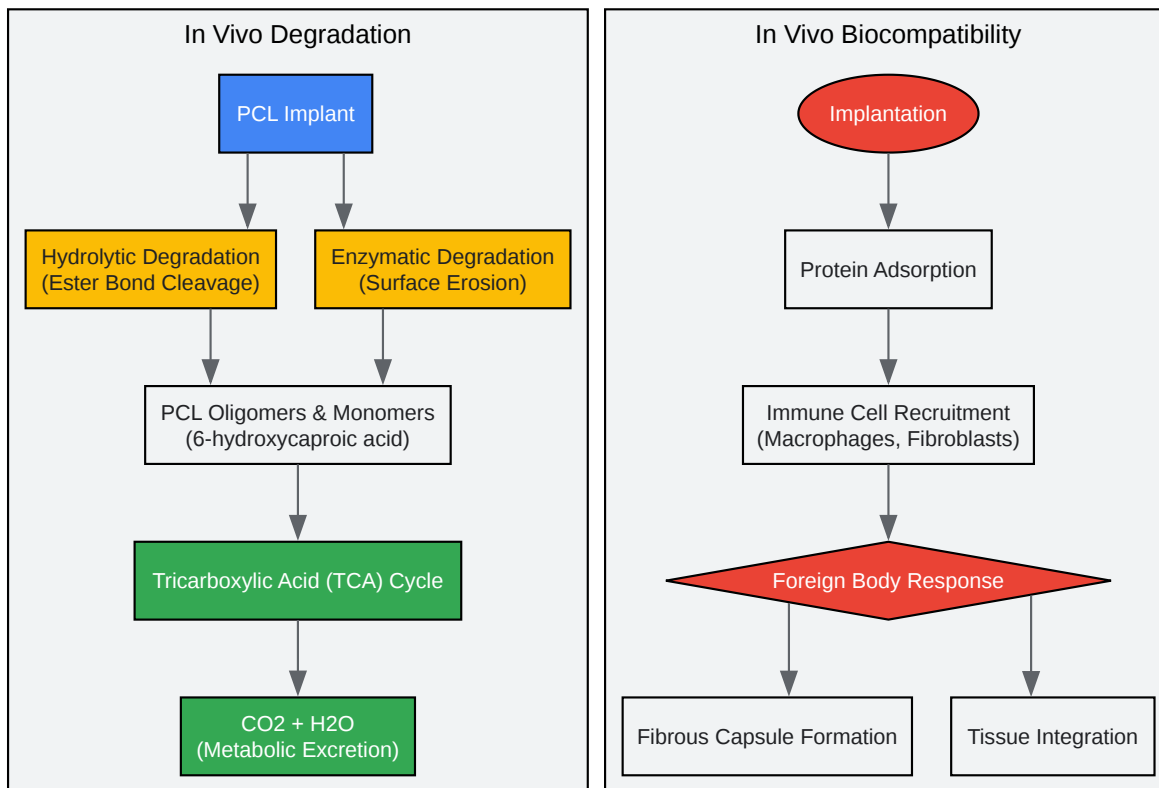 In Vivo Degradation
PCL Implant
Hydrolytic Degradation
(Ester Bond Cleavage)
Enzymatic Degradation
(Surface Erosion)
PCL Oligomers & Monomers
(6-hydroxycaproic acid)
Tricarboxylic Acid (TCA) Cycle
CO2 + H2O
(Metabolic Excretion)
In Vivo Biocompatibility
Implantation
Protein Adsorption
Immune Cell Recruitment
(Macrophages, Fibroblasts)
Foreign Body Response
Fibrous Capsule Formation
Tissue Integration